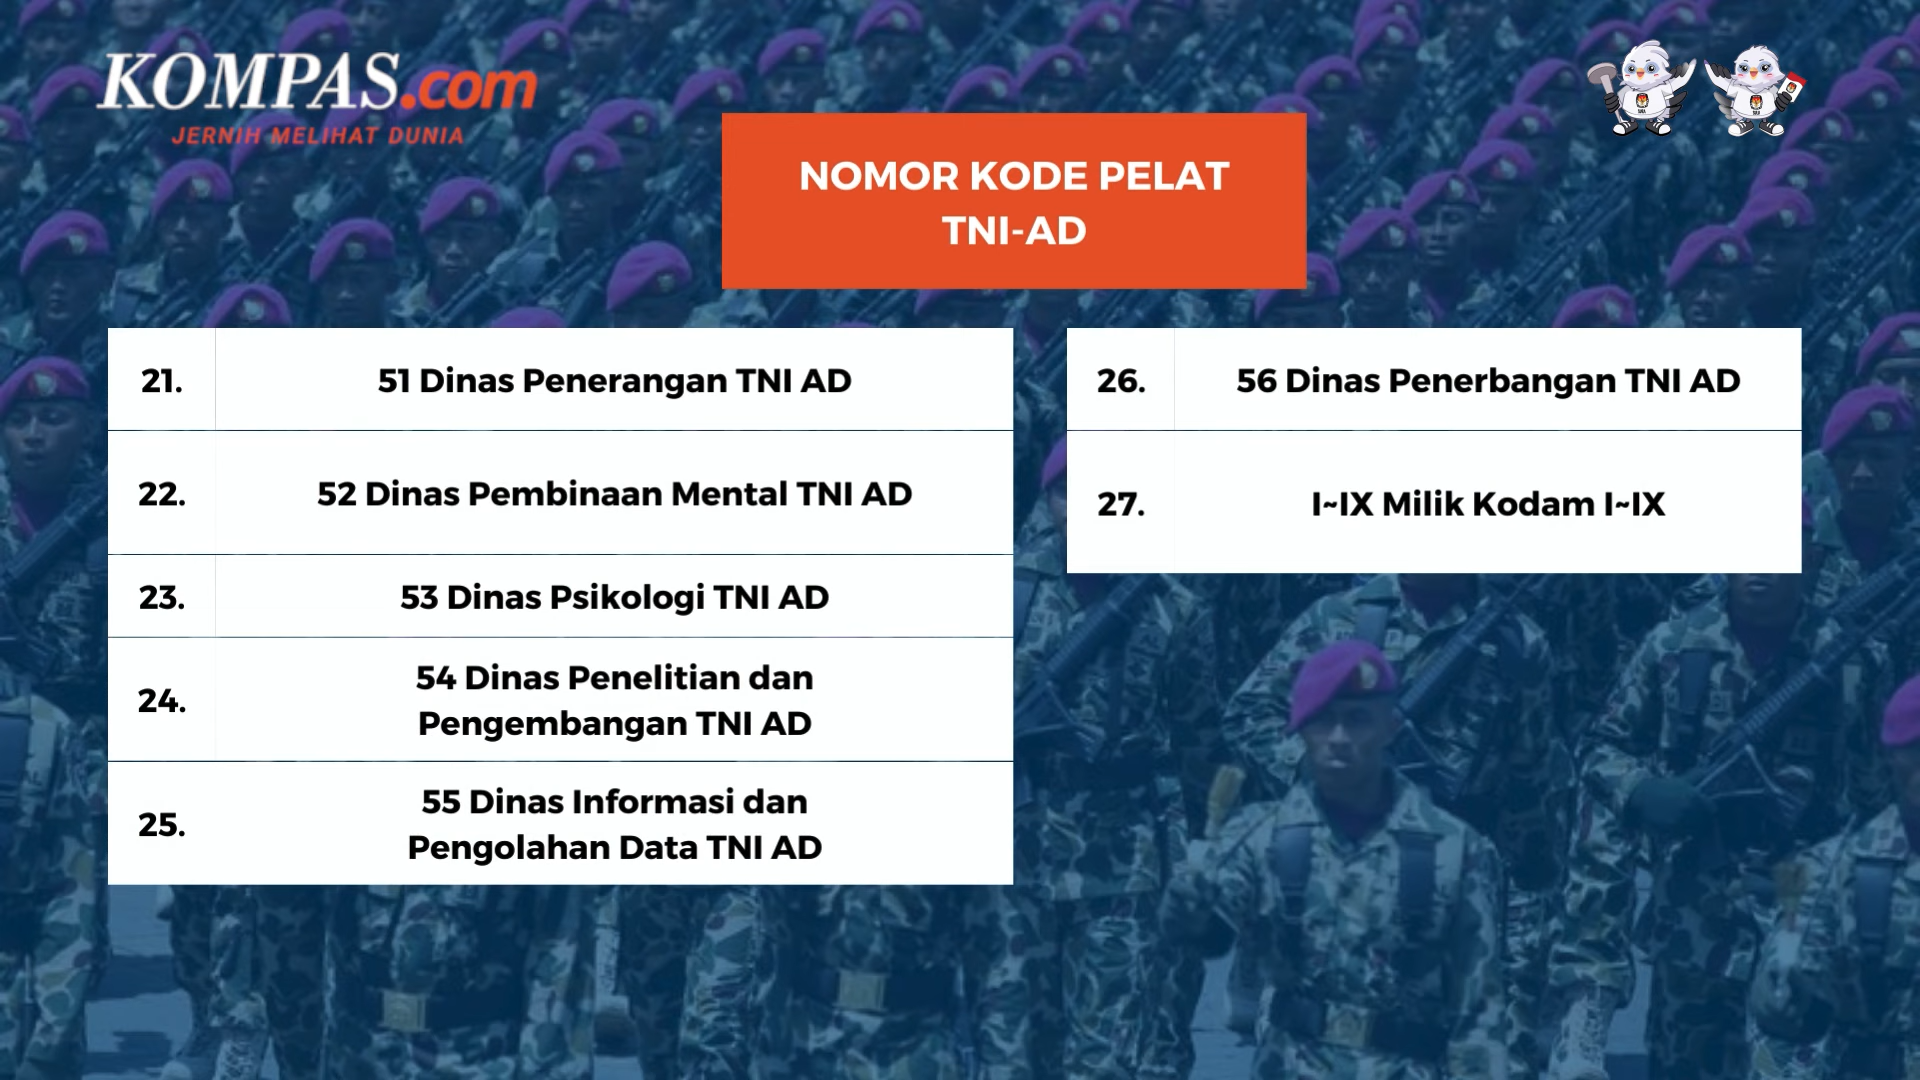 KOMPAS.com
JERNIH MELIHAT DUNIA
NOMOR KODE PELAT
TNI-AD
21. 51 Dinas Penerangan TNI AD
22. 52 Dinas Pembinaan Mental TNI AD
23. 53 Dinas Psikologi TNI AD
24. 54 Dinas Penelitian dan
Pengembangan TNI AD
25. 55 Dinas Informasi dan
Pengolahan Data TNI AD
26. 56 Dinas Penerbangan TNI AD
27. I~IX Milik Kodam I~IX